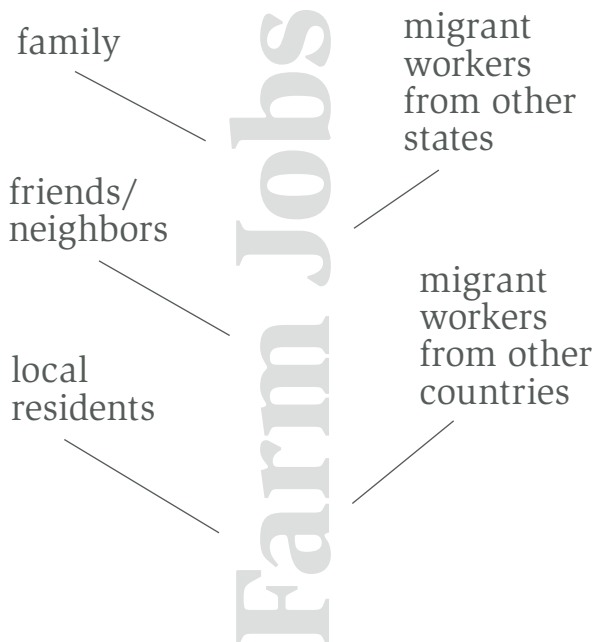 family
friends/
neighbors
local
residents
Farm Jobs
migrant
workers
from other
states
migrant
workers
from other
countries